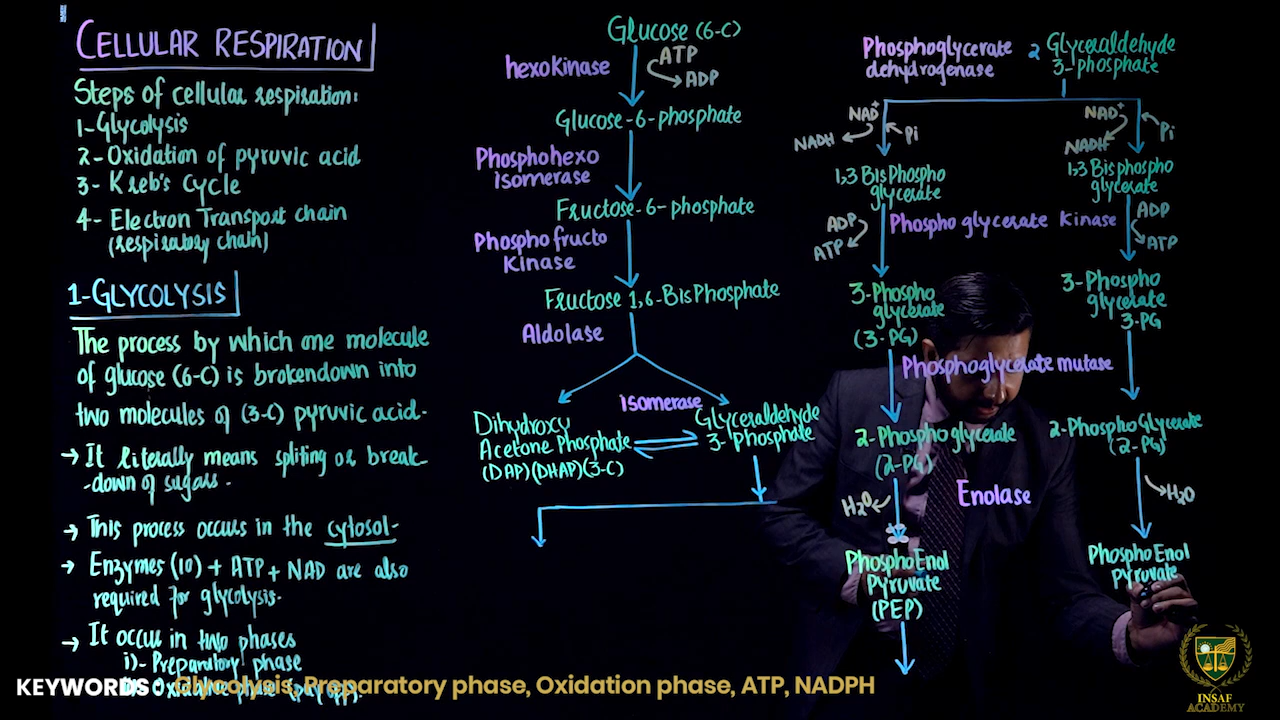 CELLULAR RESPIRATION
Steps of cellular respiration:
1-Glycolysis
2-Oxidation of pyruvic acid
3- Kreb's Cycle
4- Electron Transport chain
(respiratory chain)
1-GLYCOLYSIS
The process by which one molecule
of glucose (6-C) is brokendown into
two molecules of (3-C) pyruvic acid-
→ It literally means spliting or break
-down of sugars.
→ This process occurs in the cytosol-
→ Enzymes (10) + ATP + NAD are also
required for glycolysis-
→ It occur in two phases
i)- Preparatory phase
Oxidative phase
Glucose (6-C)
hexoKinase
ATP
ADP
Glucose-6-phosphate
Phosphohexo
isomerase
Fructose-6-phosphate
Phospho fructo
Kinase
Fructose 1,6-BisPhosphate
Aldolase
isomerase
Dihydroxy
Acetone Phosphate
(DAP)(DHAP)(3-C)
Glyceraldehyde
3-Phosphate
Phosphoglycerate
dehydrogenase
2 Glyceraldehyde
3-phosphate
NAD+
NADH
Pi
NAD+
NADH
Pi
1,3 BisPhospho
glycerate
1,3 Bisphospho
glycerate
ADP
ATP
Phospho glycerate Kinase
ADP
ATP
3-Phospho
glycerate
(3-PG)
3-Phospho
glycerate
3-PG
Phosphoglycerate mutase
2-Phospho glycerate
(2-PG)
2-PhosphoGlycerate
(2-PG)
H2O
Enolase
H2O
PhosphoEnol
Pyruvate
(PEP)
PhosphoEnol
Pyruvate
KEYWORDS : Glycolysis, Preparatory phase, Oxidation phase, ATP, NADPH
INSAF
ACADEMY